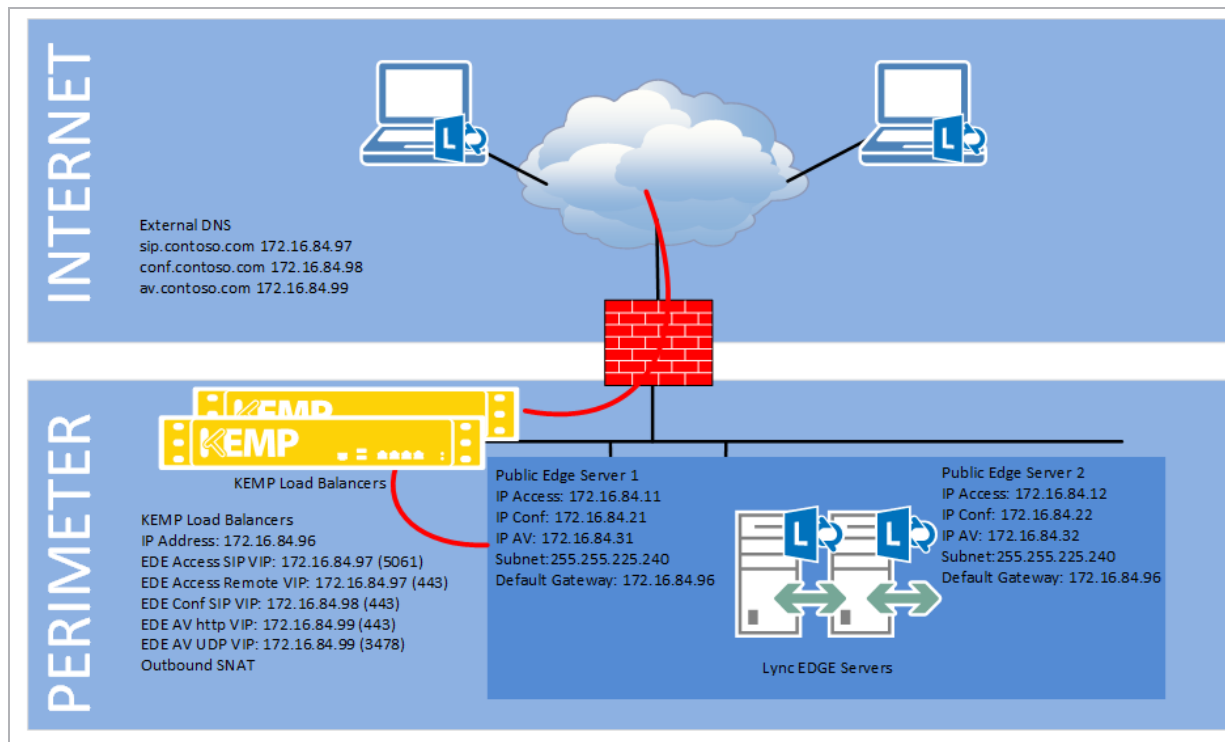 INTERNET
External DNS
sip.contoso.com 172.16.84.97
conf.contoso.com 172.16.84.98
av.contoso.com 172.16.84.99
L
L
PERIMETER
KEMP
KEMP
KEMP Load Balancers
KEMP Load Balancers
IP Address: 172.16.84.96
EDE Access SIP VIP: 172.16.84.97 (5061)
EDE Access Remote VIP: 172.16.84.97 (443)
EDE Conf SIP VIP: 172.16.84.98 (443)
EDE AV http VIP: 172.16.84.99 (443)
EDE AV UDP VIP: 172.16.84.99 (3478)
Outbound SNAT
Public Edge Server 1
IP Access: 172.16.84.11
IP Conf: 172.16.84.21
IP AV: 172.16.84.31
Subnet:255.255.225.240
Default Gateway: 172.16.84.96
Public Edge Server 2
IP Access: 172.16.84.12
IP Conf: 172.16.84.22
IP AV: 172.16.84.32
Subnet:255.255.225.240
Default Gateway: 172.16.84.96
L
L
Lync EDGE Servers